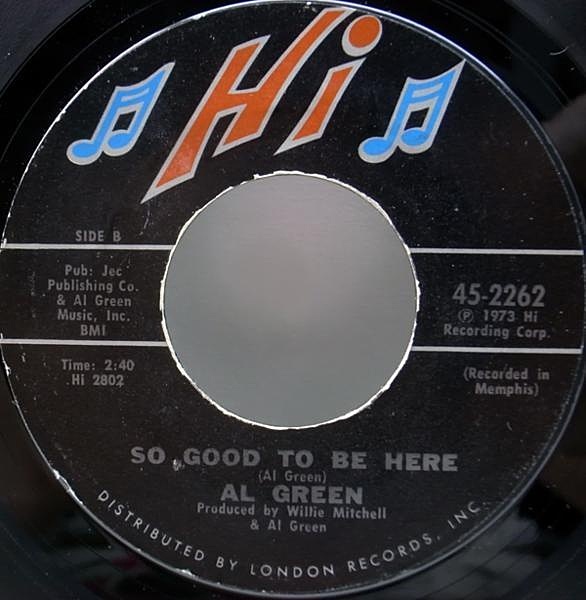 Hi
SIDE B
Pub: Jec
Publishing Co.
& Al Green
Music, Inc.
BMI
45-2262
℗ 1973 Hi
Recording Corp.
Time: 2:40
Hi 2802
(Recorded in
Memphis)
SO GOOD TO BE HERE
(Al Green)
AL GREEN
Produced by Willie Mitchell
& Al Green
DISTRIBUTED BY LONDON RECORDS, INC.